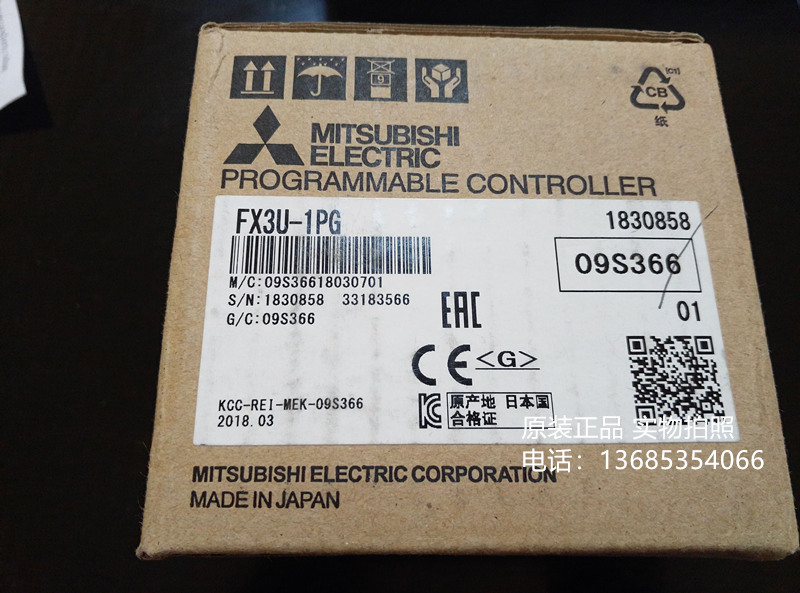 9
[C1]
CB
纸
MITSUBISHI
ELECTRIC
PROGRAMMABLE CONTROLLER
FX3U-1PG
1830858
M/C:09S36618030701
09S366
S/N:1830858 33183566
G/C:09S366
01
EAC
CE <G>
KCC-REI-MEK-09S366
2018.03
原产地 日本国
合格证
原装正品 实物拍照
电话：13685354066
MITSUBISHI ELECTRIC CORPORATION
MADE IN JAPAN